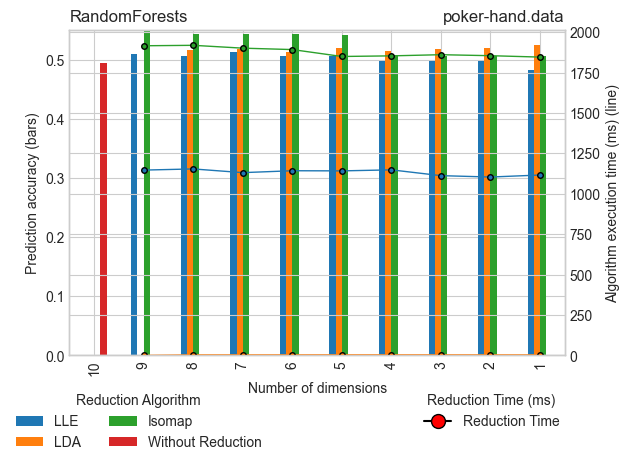 RandomForests
poker-hand.data
Prediction accuracy (bars)
0.5
0.4
0.3
0.2
0.1
0.0
2000
1750
1500
1250
1000
750
500
250
0
Algorithm execution time (ms) (line)
10 9 8 7 6 5 4 3 2 1
Number of dimensions
Reduction Algorithm
LLE
LDA
Isomap
Without Reduction
Reduction Time (ms)
Reduction Time